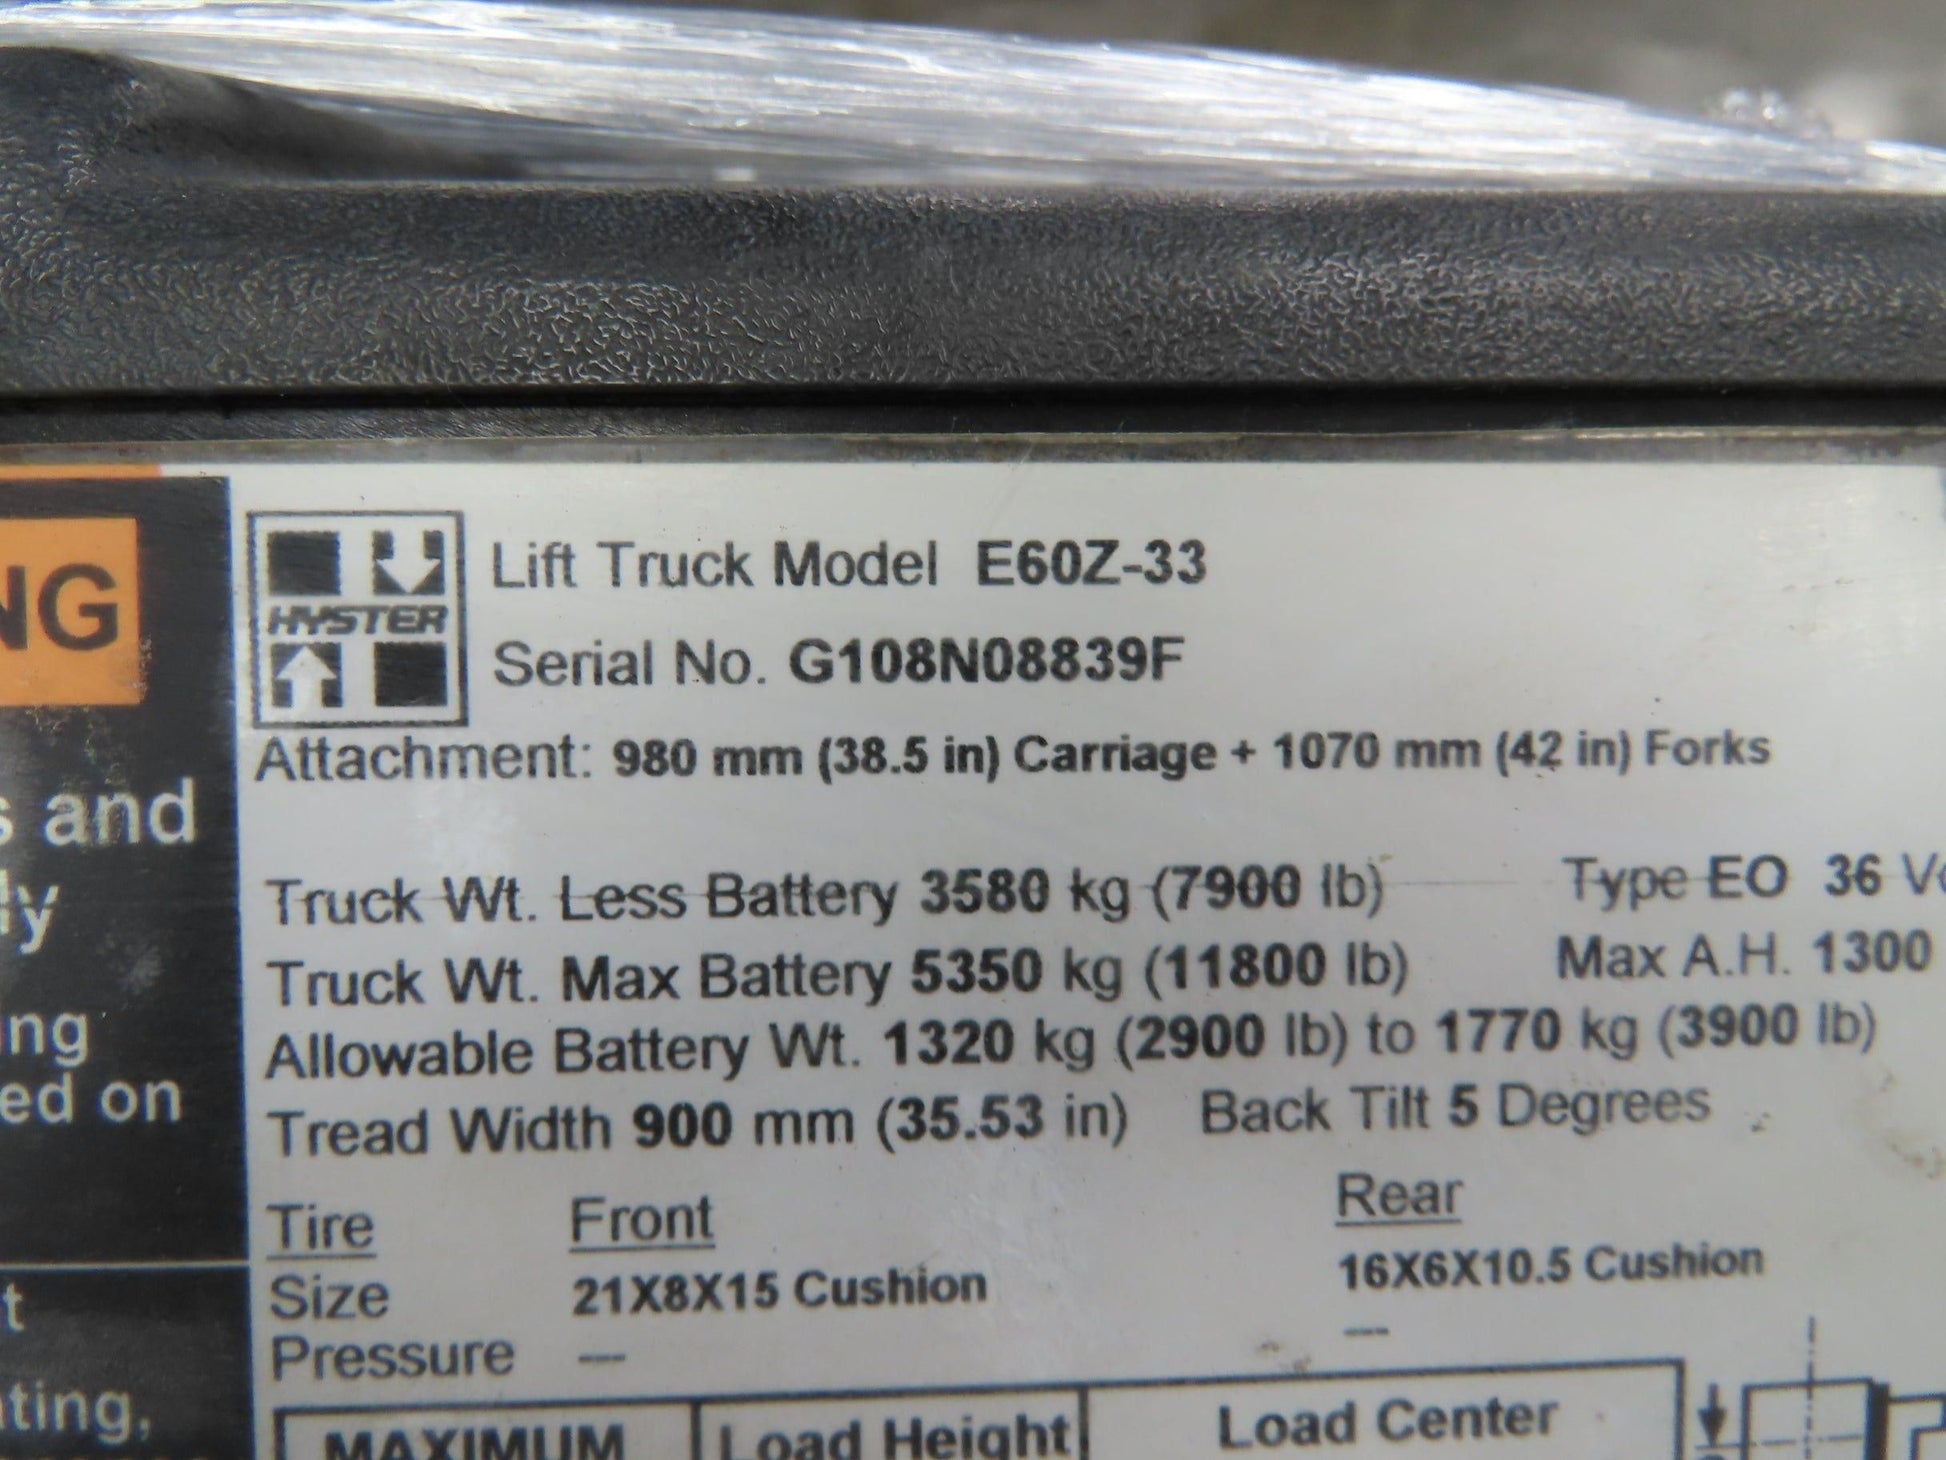 NG
s and
ly
ing
ed on
t
ating,
HYSTER
Lift Truck Model E60Z-33
Serial No. G108N08839F
Attachment: 980 mm (38.5 in) Carriage + 1070 mm (42 in) Forks
Truck Wt. Less Battery 3580 kg (7900 lb) Type EO 36 Vo
Truck Wt. Max Battery 5350 kg (11800 lb) Max A.H. 1300
Allowable Battery Wt. 1320 kg (2900 lb) to 1770 kg (3900 lb)
Tread Width 900 mm (35.53 in) Back Tilt 5 Degrees
Tire Front Rear
Size 21X8X15 Cushion 16X6X10.5 Cushion
Pressure --- ---
MAXIMUM Load Height Load Center